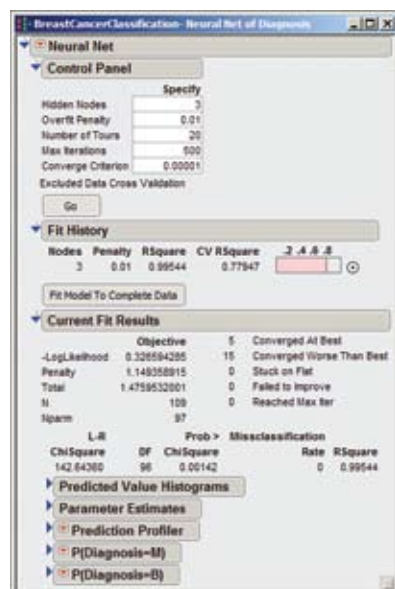 BreastCancerClassification- Neural Net of Diagnosis
Neural Net
Control Panel
Specify
Hidden Nodes 3
Overfit Penalty 0.01
Number of Tours 20
Max Iterations 500
Converge Criterion 0.00001
Excluded Data Cross Validation
Go
Fit History
Nodes Penalty RSquare CV RSquare .2 .4 .6 .8
3 0.01 0.99544 0.77947
Fit Model To Complete Data
Current Fit Results
Objective 5 Converged At Best
-LogLikelihood 0.326594285 15 Converged Worse Than Best
Penalty 1.149358915 0 Stuck on Flat
Total 1.4759532001 0 Failed to Improve
N 109 0 Reached Max Iter
Nparm 97
L-R Prob > Missclassification
ChiSquare DF ChiSquare Rate RSquare
142.64360 96 0.00142 0 0.99544
Predicted Value Histograms
Parameter Estimates
Prediction Profiler
P(Diagnosis=M)
P(Diagnosis=B)